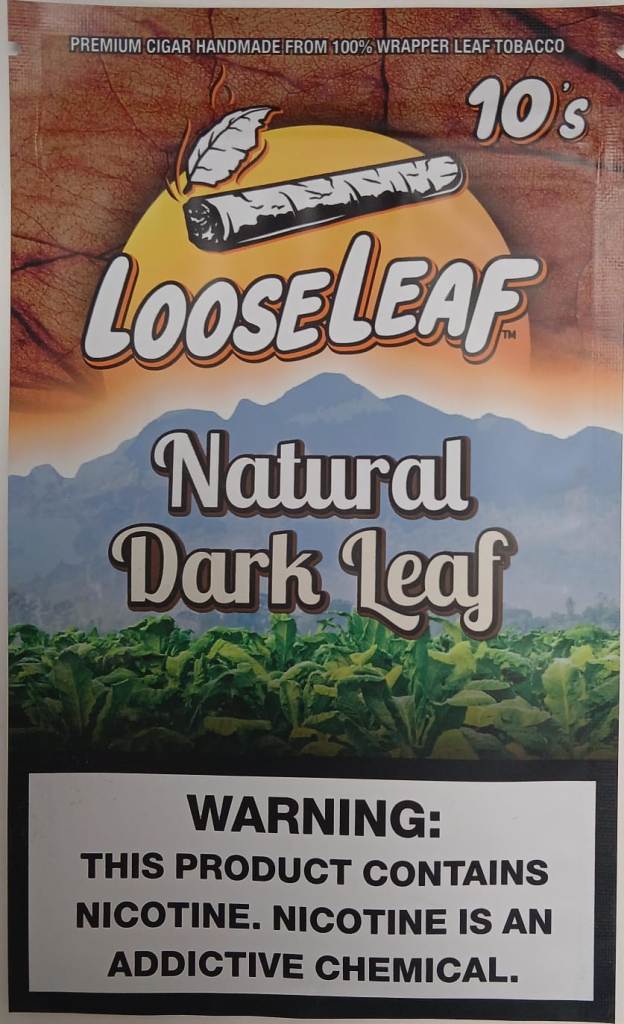 PREMIUM CIGAR HANDMADE FROM 100% WRAPPER LEAF TOBACCO
10's
LOOSELEAF™
Natural
Dark Leaf
WARNING:
THIS PRODUCT CONTAINS
NICOTINE. NICOTINE IS AN
ADDICTIVE CHEMICAL.